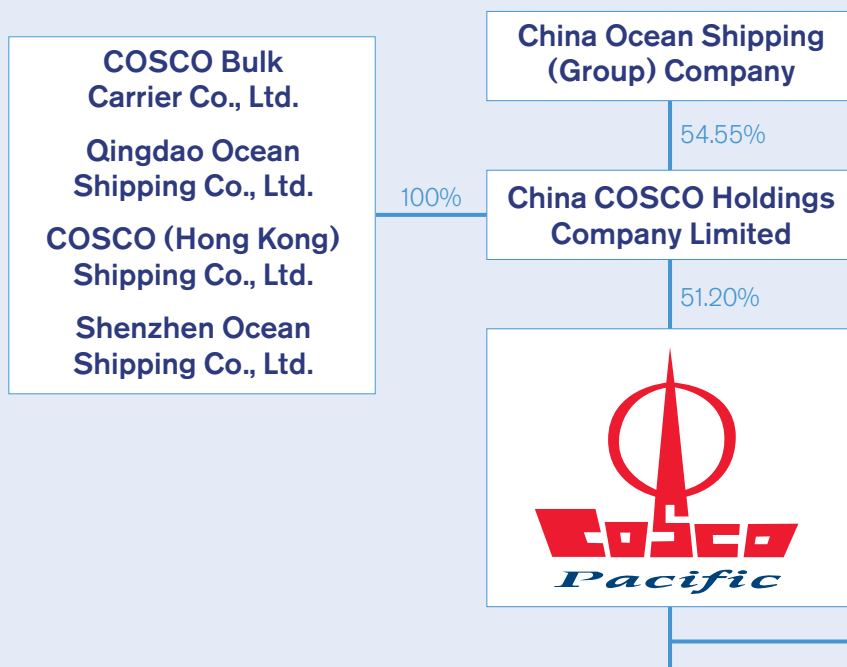 COSCO Bulk
Carrier Co., Ltd.
Qingdao Ocean
Shipping Co., Ltd.
COSCO (Hong Kong)
Shipping Co., Ltd.
Shenzhen Ocean
Shipping Co., Ltd.
100%
China Ocean Shipping
(Group) Company
54.55%
China COSCO Holdings
Company Limited
51.20%
COSCO
Pacific